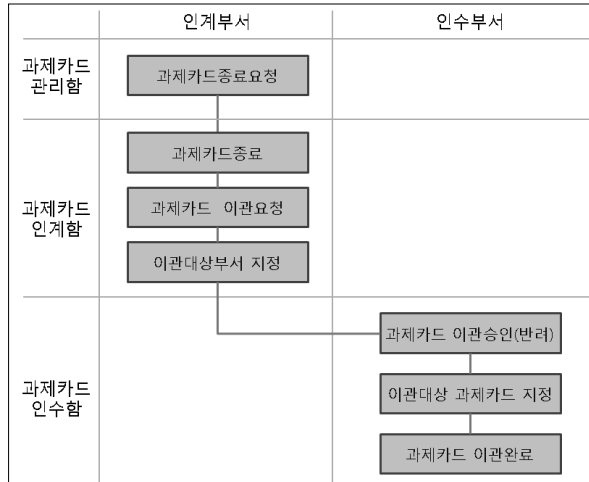 인계부서
인수부서
과제카드
관리함
과제카드종료요청
과제카드
인계함
과제카드종료
과제카드 이관요청
이관대상부서 지정
과제카드
인수함
과제카드 이관승인(반려)
이관대상 과제카드 지정
과제카드 이관완료